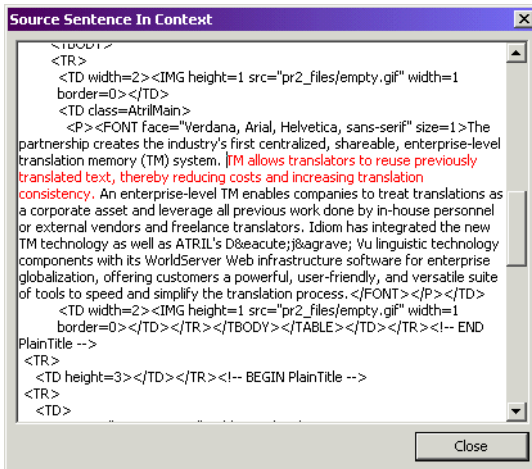 Source Sentence In Context
<TBODY>
<TR>
<TD width=2><IMG height=1 src="pr2_files/empty.gif" width=1
border=0></TD>
<TD class=AtrilMain>
<P><FONT face="Verdana, Arial, Helvetica, sans-serif" size=1>The
partnership creates the industry's first centralized, shareable, enterprise-level
translation memory (TM) system. TM allows translators to reuse previously
translated text, thereby reducing costs and increasing translation
consistency. An enterprise-level TM enables companies to treat translations as
a corporate asset and leverage all previous work done by in-house personnel
or external vendors and freelance translators. Idiom has integrated the new
TM technology as well as ATRIL's D&eacute;j&agrave; Vu linguistic technology
components with its WorldServer Web infrastructure software for enterprise
globalization, offering customers a powerful, user-friendly, and versatile suite
of tools to speed and simplify the translation process.</FONT></P></TD>
<TD width=2><IMG height=1 src="pr2_files/empty.gif" width=1
border=0></TD></TR></TBODY></TABLE></TD></TR><!-- END
PlainTitle -->
<TR>
<TD height=3></TD></TR><!-- BEGIN PlainTitle -->
<TR>
<TD>
Close